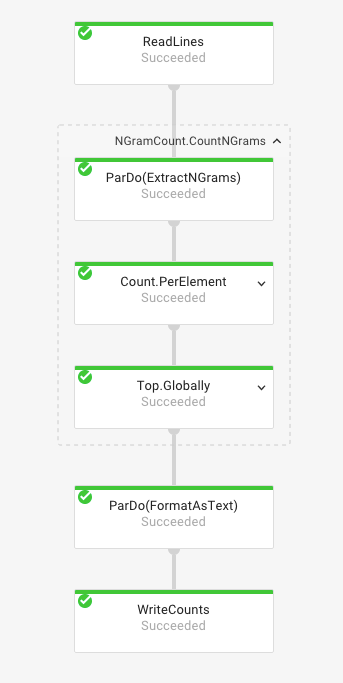 ReadLines
Succeeded
NGramCount.CountNGrams
ParDo(ExtractNGrams)
Succeeded
Count.PerElement
Succeeded
Top.Globally
Succeeded
ParDo(FormatAsText)
Succeeded
WriteCounts
Succeeded